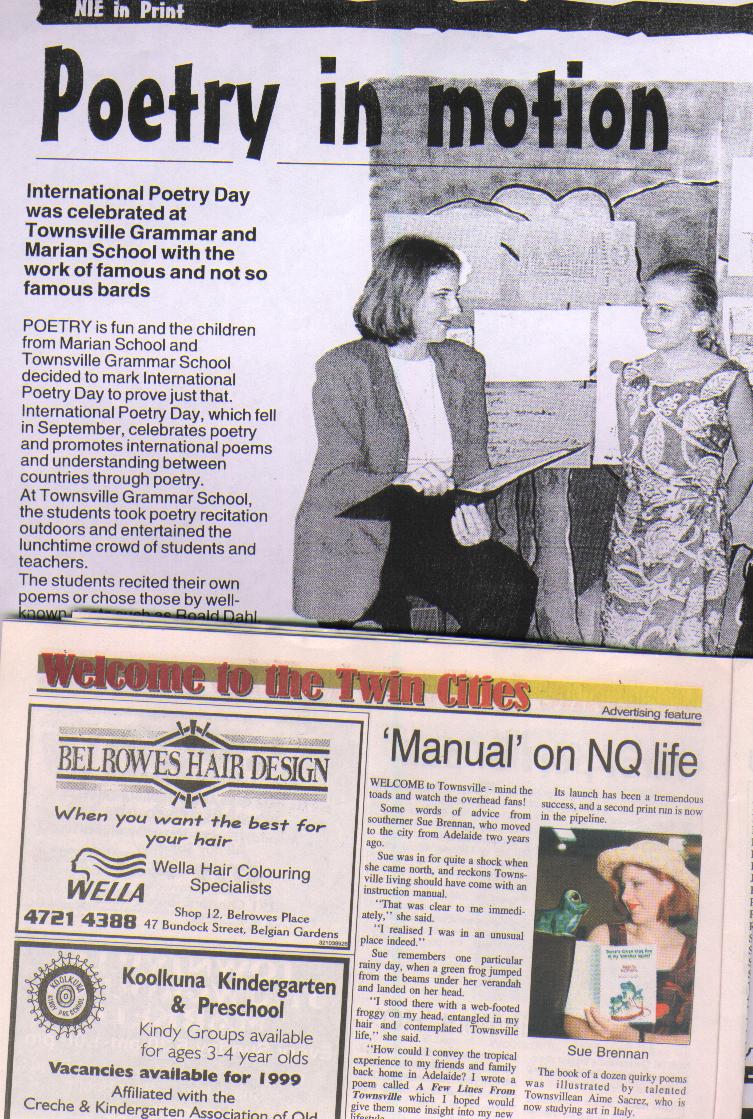 NIE in Print
Poetry in motion
International Poetry Day
was celebrated at
Townsville Grammar and
Marian School with the
work of famous and not so
famous bards
POETRY is fun and the children
from Marian School and
Townsville Grammar School
decided to mark International
Poetry Day to prove just that.
International Poetry Day, which fell
in September, celebrates poetry
and promotes international poems
and understanding between
countries through poetry.
At Townsville Grammar School,
the students took poetry recitation
outdoors and entertained the
lunchtime crowd of students and
teachers.
The students recited their own
poems or chose those by well-
known poets such as Roald Dahl,
Welcome to the Twin Cities
Advertising feature
BELROWES HAIR DESIGN
When you want the best for
your hair
WELLA
Wella Hair Colouring
Specialists
4721 4388
Shop 12, Belrowes Place
47 Bundock Street, Belgian Gardens
KOOLKUNA
KINDY PRESCHOOL
Koolkuna Kindergarten
& Preschool
Kindy Groups available
for ages 3-4 year olds
Vacancies available for 1999
Affiliated with the
Creche & Kindergarten Association of Qld
'Manual' on NQ life
WELCOME to Townsville - mind the
toads and watch the overhead fans!
Some words of advice from
southerner Sue Brennan, who moved
to the city from Adelaide two years
ago.
Sue was in for quite a shock when
she came north, and reckons Towns-
ville living should have come with an
instruction manual.
"That was clear to me immedi-
ately," she said.
"I realised I was in an unusual
place indeed."
Sue remembers one particular
rainy day, when a green frog jumped
from the beams under her verandah
and landed on her head.
"I stood there with a web-footed
froggy on my head, entangled in my
hair and contemplated Townsville
life," she said.
"How could I convey the tropical
experience to my friends and family
back home in Adelaide? I wrote a
poem called A Few Lines From
Townsville which I hoped would
give them some insight into my new
lifestyle.
Its launch has been a tremendous
success, and a second print run is now
in the pipeline.
Sue Brennan
The book of a dozen quirky poems
was illustrated by talented
Townsvillean Aime Sacrez, who is
now studying art in Italy.